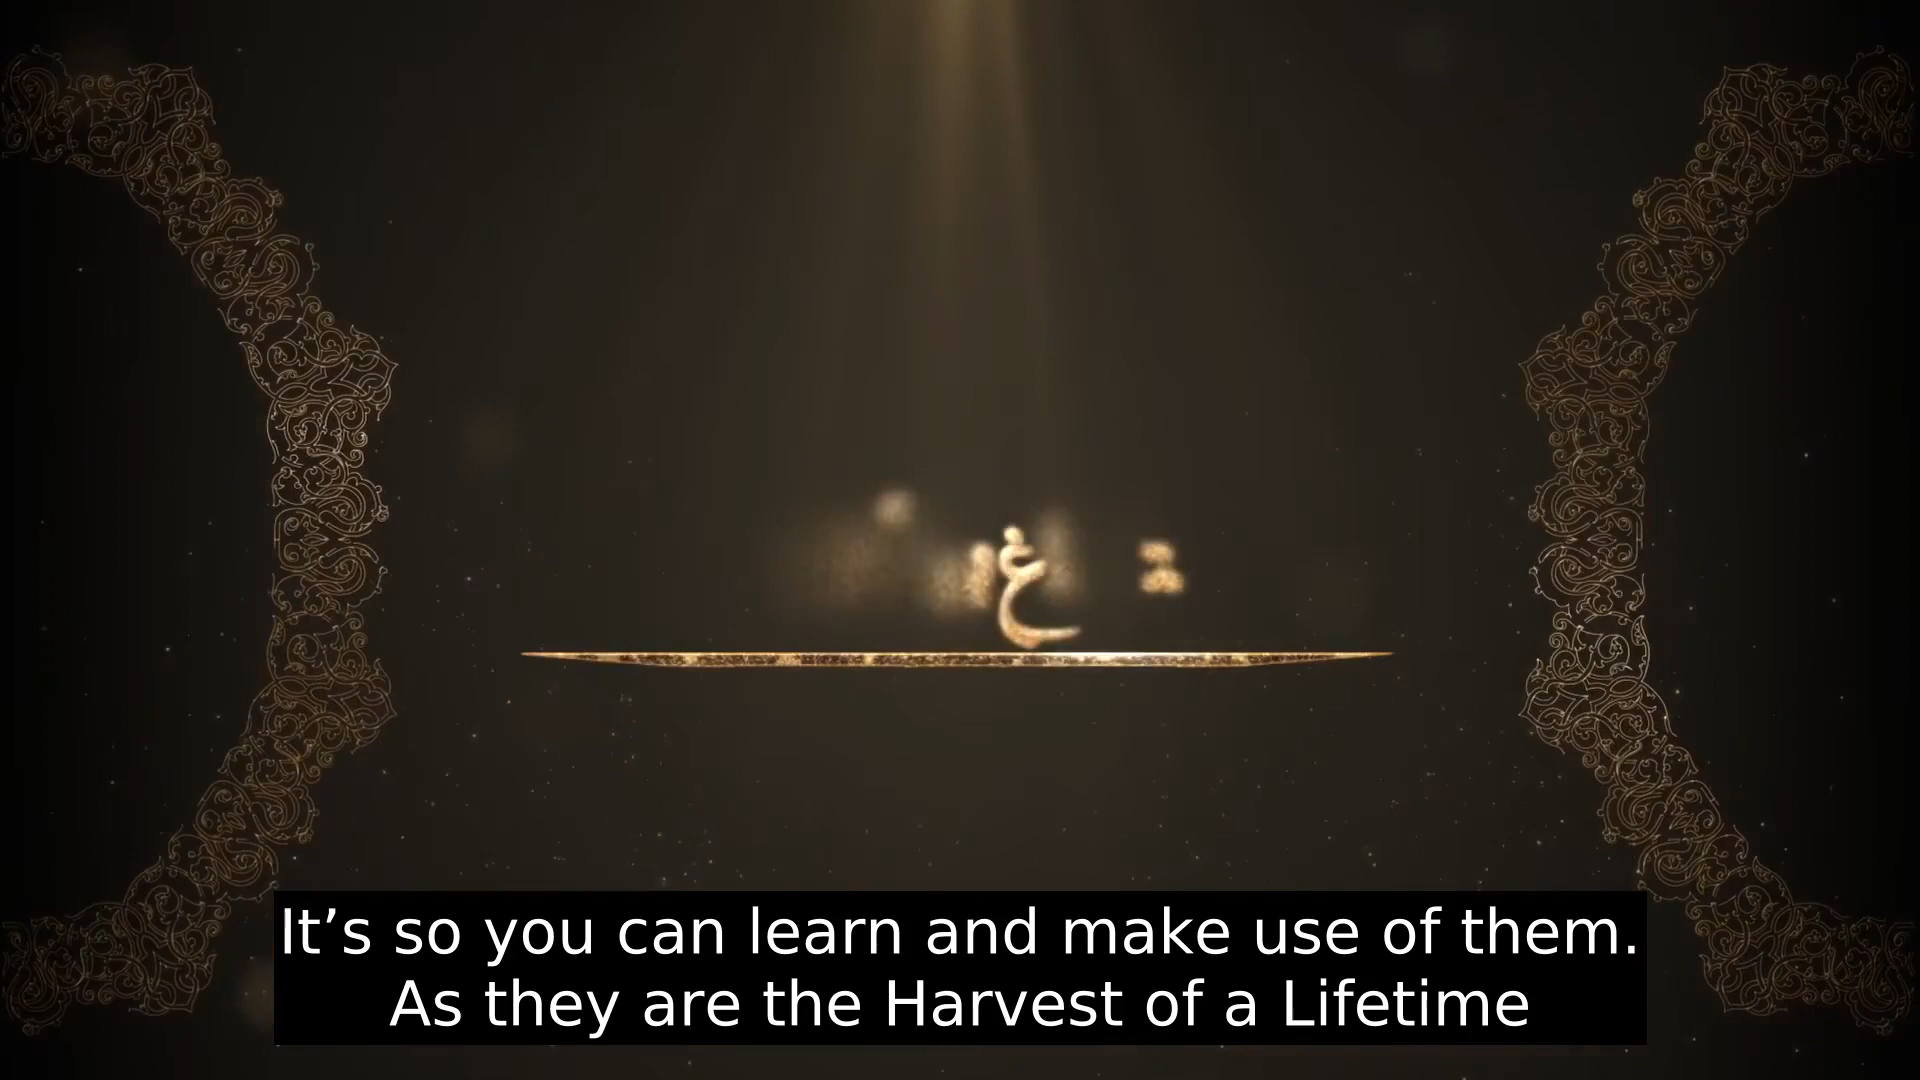 It’s so you can learn and make use of them.
As they are the Harvest of a Lifetime